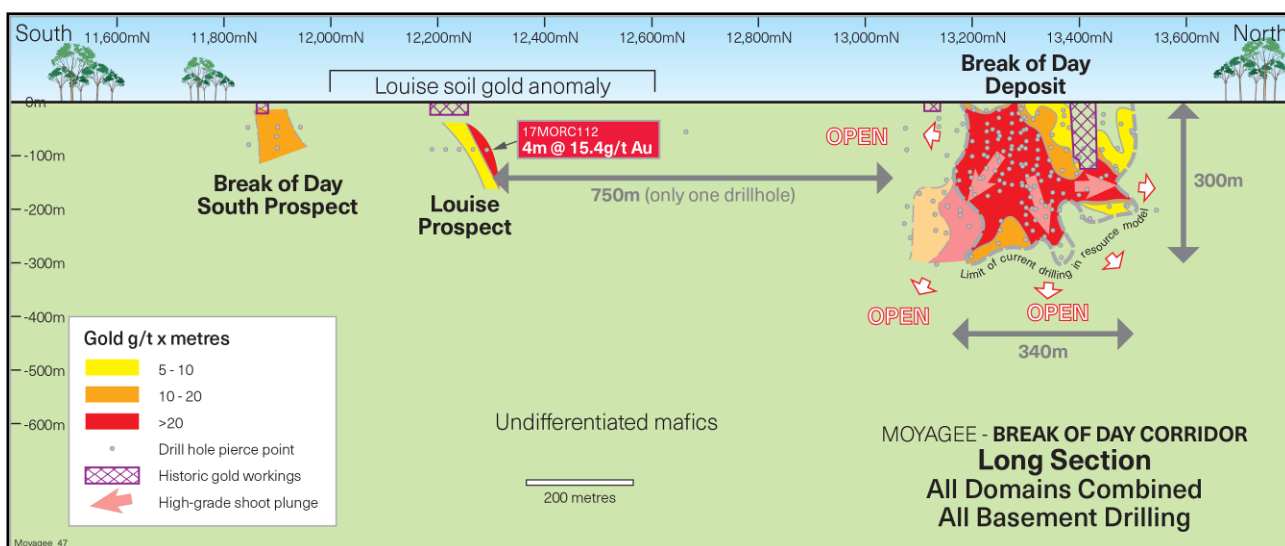 South
11,600mN
11,800mN
12,000mN
12,200mN
12,400mN
12,600mN
12,800mN
13,000mN
13,200mN
13,400mN
13,600mN
North
Louise soil gold anomaly
Break of Day
Deposit
0m
-100m
-200m
-300m
-400m
-500m
-600m
17MORC112
4m @ 15.4g/t Au
OPEN
Break of Day
South Prospect
Louise
Prospect
750m (only one drillhole)
300m
Limit of current drilling in resource model
OPEN
OPEN
340m
Gold g/t x metres
5 - 10
10 - 20
>20
Drill hole pierce point
Historic gold workings
High-grade shoot plunge
Undifferentiated mafics
200 metres
MOYAGEE - BREAK OF DAY CORRIDOR
Long Section
All Domains Combined
All Basement Drilling
Moyagee_47